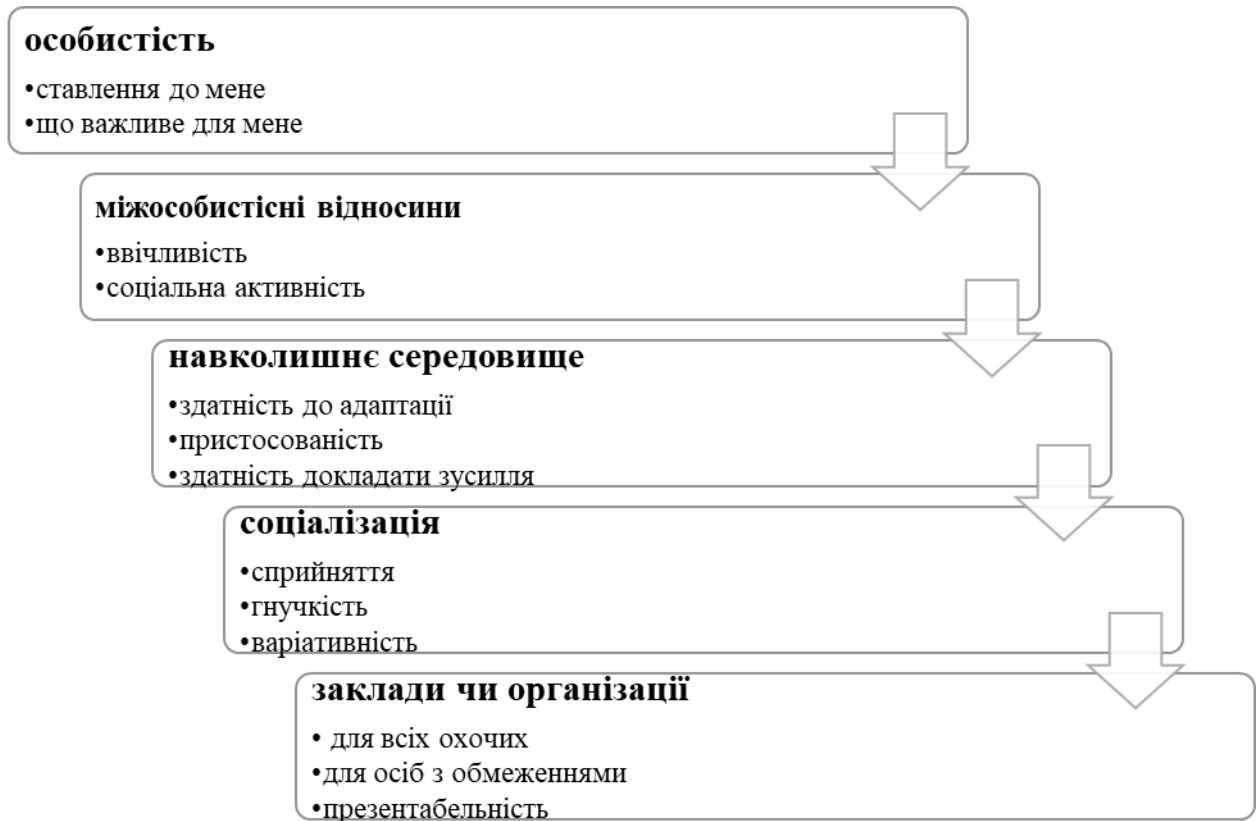 особистість
•ставлення до мене
•що важливе для мене
міжособистісні відносини
•ввічливість
•соціальна активність
навколишнє середовище
•здатність до адаптації
•пристосованість
•здатність докладати зусилля
соціалізація
•сприйняття
•гнучкість
•варіативність
заклади чи організації
• для всіх охочих
•для осіб з обмеженнями
•презентабельність